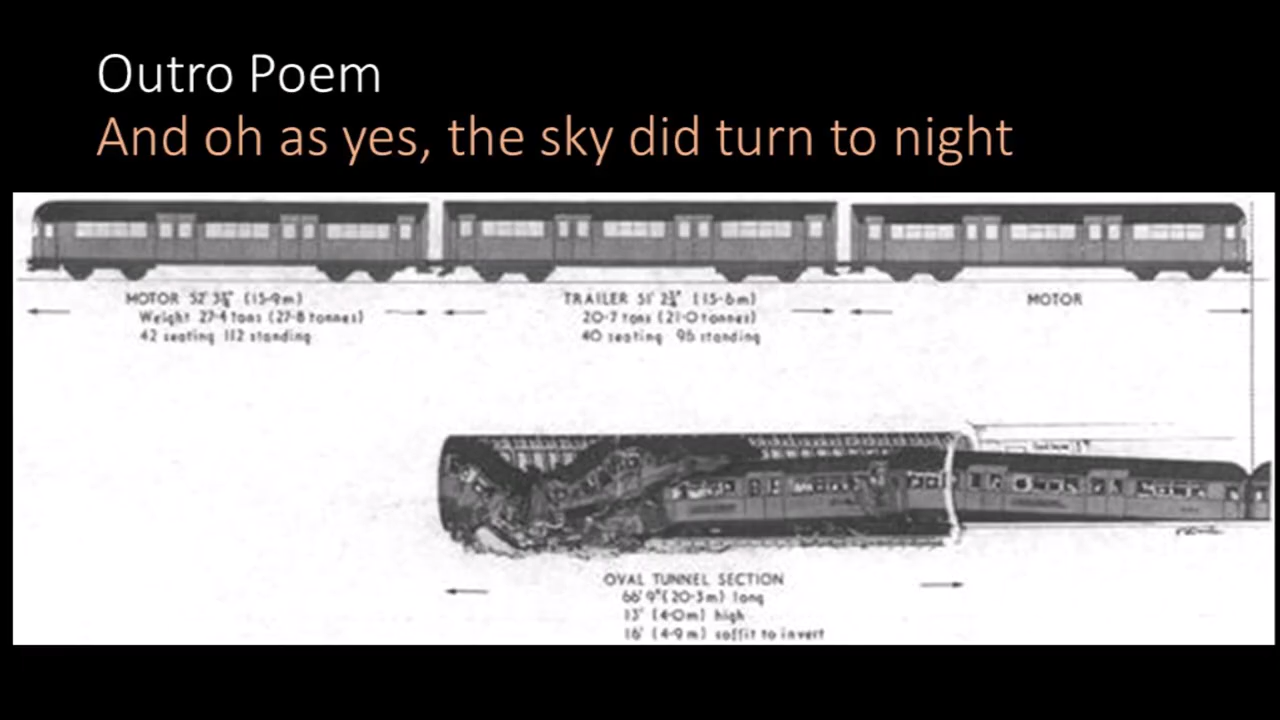 Outro Poem
And oh as yes, the sky did turn to night
MOTOR 52' 3¾" (15·9m)
Weight 27·4 tons (27·8 tonnes)
42 seating 112 standing
TRAILER 51' 2¾" (15·6m)
20·7 tons (21·0 tonnes)
40 seating 96 standing
MOTOR
OVAL TUNNEL SECTION
66' 9" (20·3m) long
13' (4·0m) high
16' (4·9m) soffit to invert